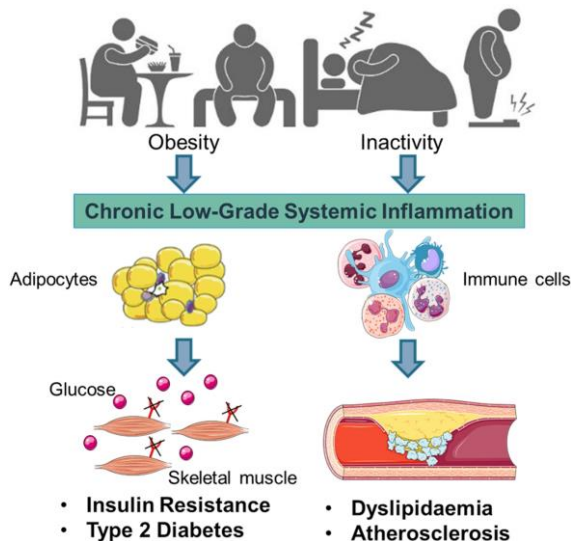 Obesity
Inactivity
Chronic Low-Grade Systemic Inflammation
Adipocytes
Immune cells
Glucose
Skeletal muscle
• Insulin Resistance
• Type 2 Diabetes
• Dyslipidaemia
• Atherosclerosis